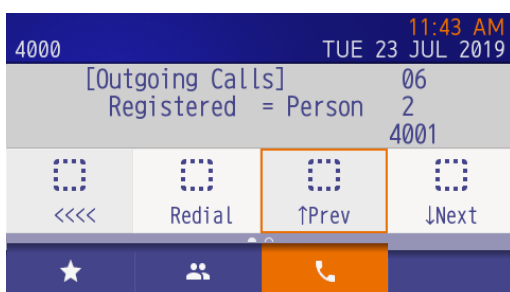 11:43 AM
4000 TUE 23 JUL 2019
[Outgoing Calls] 06
Registered = Person 2
4001
<<<< Redial ↑Prev ↓Next